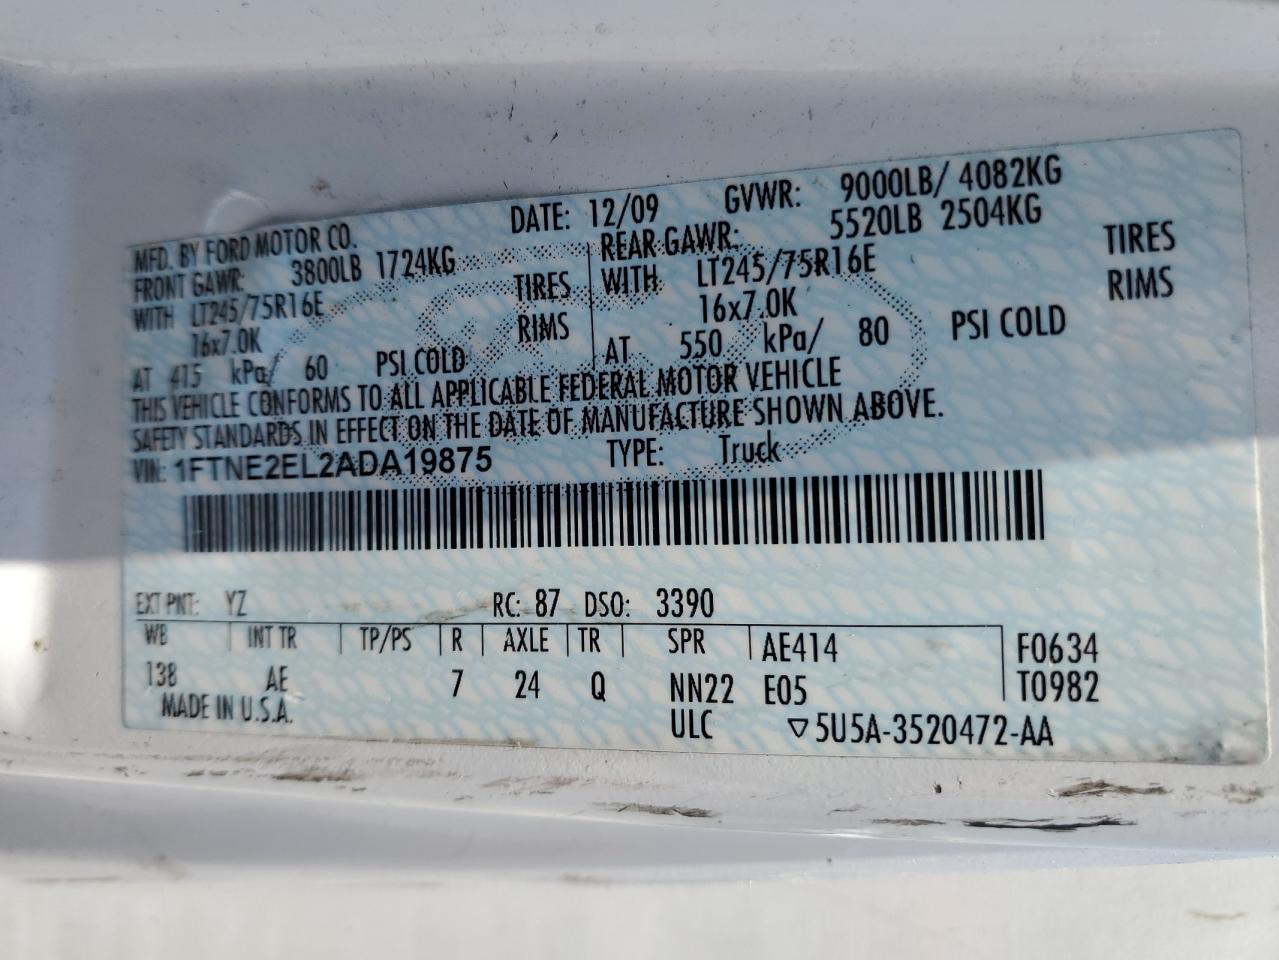 MFD. BY FORD MOTOR CO.
DATE: 12/09 GVWR: 9000LB/ 4082KG
FRONT GAWR: 3800LB 1724KG
REAR GAWR: 5520LB 2504KG
WITH LT245/75R16E TIRES
WITH LT245/75R16E TIRES
16x7.0K RIMS
16x7.0K RIMS
AT 415 kPa/ 60 PSI COLD
AT 550 kPa/ 80 PSI COLD
THIS VEHICLE CONFORMS TO ALL APPLICABLE FEDERAL MOTOR VEHICLE
SAFETY STANDARDS IN EFFECT ON THE DATE OF MANUFACTURE SHOWN ABOVE.
VIN: 1FTNE2EL2ADA19875 TYPE: Truck
EXT PNT: YZ RC: 87 DSO: 3390
WB INT TR TP/PS R AXLE TR SPR AE414 F0634
138 AE 7 24 Q NN22 E05 T0982
MADE IN U.S.A. ULC ▽5U5A-3520472-AA